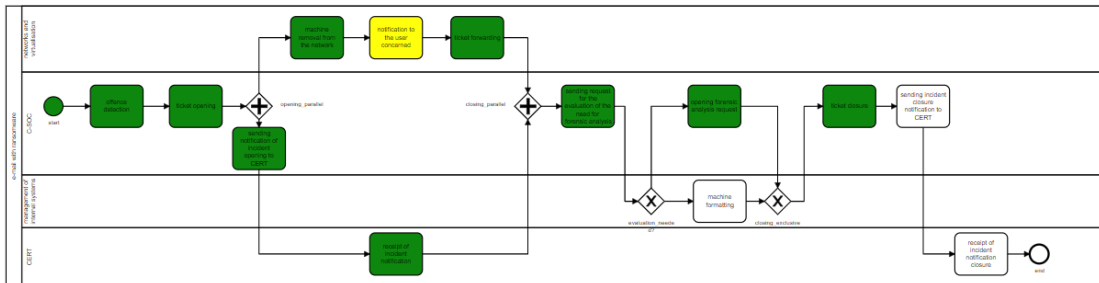 e-mail with ransomware
networks and
virtualisation
machine
removal from
the network
notification to
the user
concerned
ticket forwarding
C-SOC
start
offense
detection
ticket opening
opening_parallel
sending
notification of
incident
opening to
CERT
closing_parallel
sending request
for the
evaluation of the
need for
forensic analysis
opening forensic
analysis request
ticket closure
sending incident
closure
notification to
CERT
management of
internal systems
evaluation_neede
d?
machine
formatting
closing_exclusive
CERT
receipt of
incident
notification
receipt of
incident
notification
closure
end